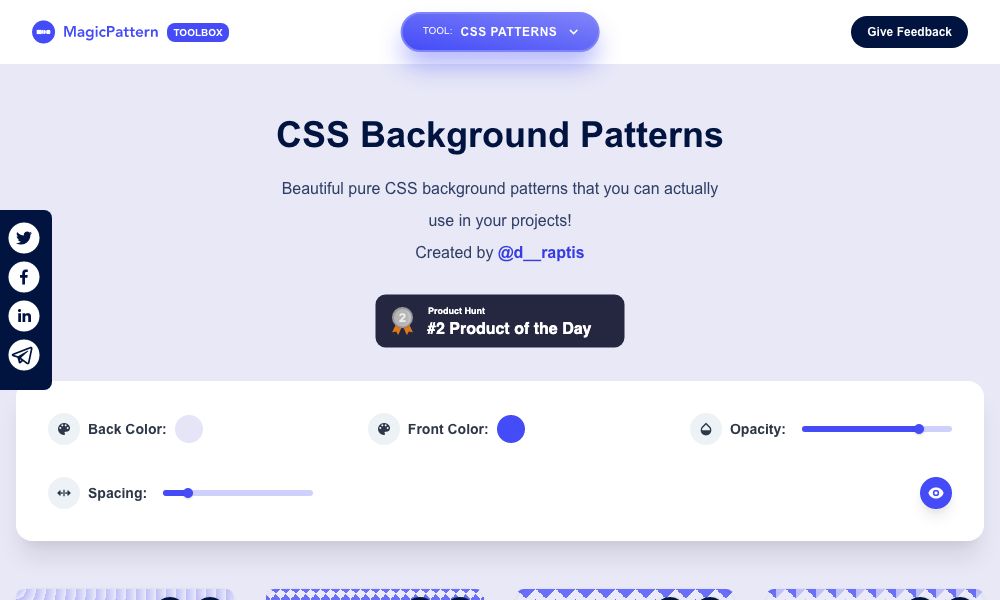 MagicPattern TOOLBOX
TOOL: CSS PATTERNS
Give Feedback
CSS Background Patterns
Beautiful pure CSS background patterns that you can actually
use in your projects!
Created by @d__raptis
2
Product Hunt
#2 Product of the Day
Back Color:
Front Color:
Opacity:
Spacing: